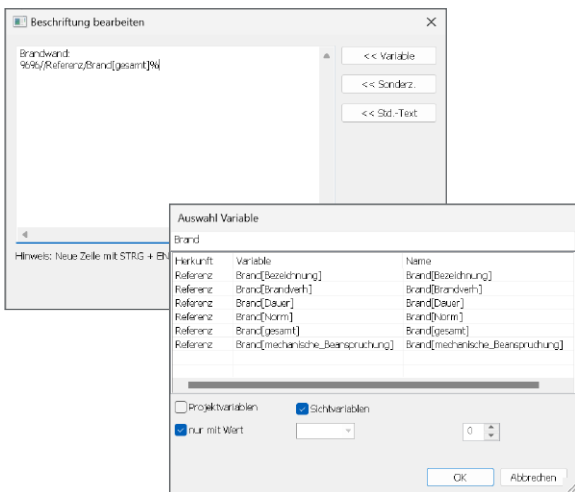 Beschriftung bearbeiten
Brandwand:
%%//Referenz/Brand[gesamt]%
<< Variable
<< Sonderz.
<< Std.-Text
Hinweis: Neue Zeile mit STRG + EN
Auswahl Variable
Brand
Herkunft Variable Name
Referenz Brand[Bezeichnung] Brand[Bezeichnung]
Referenz Brand[Brandverh] Brand[Brandverh]
Referenz Brand[Dauer] Brand[Dauer]
Referenz Brand[Norm] Brand[Norm]
Referenz Brand[gesamt] Brand[gesamt]
Referenz Brand[mechanische_Beanspruchung] Brand[mechanische_Beanspruchung]
Projektvariablen Sichtvariablen
nur mit Wert 0
OK Abbrechen